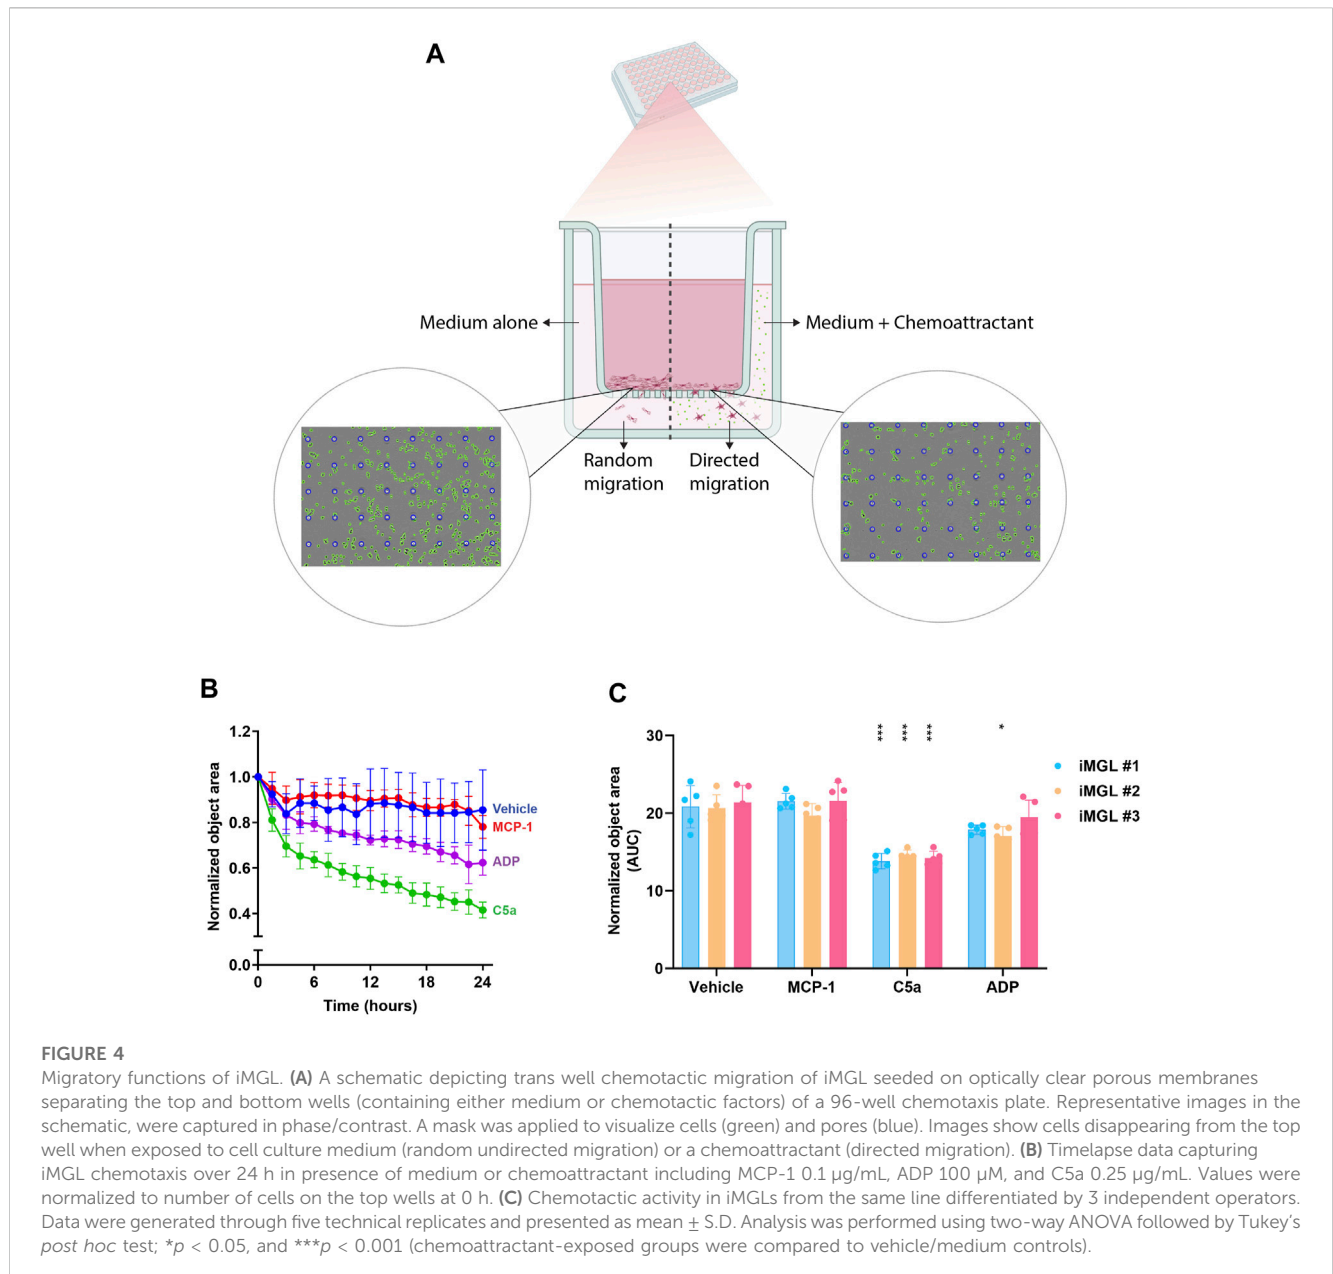 A
Medium alone
Medium + Chemoattractant
Random
migration
Directed
migration
B
Normalized object area
1.2
1.0
0.8
0.6
0.4
0.0
0
6
12
18
24
Time (hours)
Vehicle
MCP-1
ADP
C5a
C
Normalized object area
(AUC)
30
20
10
0
***
***
***
*
Vehicle
MCP-1
C5a
ADP
iMGL #1
iMGL #2
iMGL #3
FIGURE 4
Migratory functions of iMGL. (A) A schematic depicting trans well chemotactic migration of iMGL seeded on optically clear porous membranes
separating the top and bottom wells (containing either medium or chemotactic factors) of a 96-well chemotaxis plate. Representative images in the
schematic, were captured in phase/contrast. A mask was applied to visualize cells (green) and pores (blue). Images show cells disappearing from the top
well when exposed to cell culture medium (random undirected migration) or a chemoattractant (directed migration). (B) Timelapse data capturing
iMGL chemotaxis over 24 h in presence of medium or chemoattractant including MCP-1 0.1 µg/mL, ADP 100 µM, and C5a 0.25 µg/mL. Values were
normalized to number of cells on the top wells at 0 h. (C) Chemotactic activity in iMGLs from the same line differentiated by 3 independent operators.
Data were generated through five technical replicates and presented as mean ± S.D. Analysis was performed using two-way ANOVA followed by Tukey's
post hoc test; *p < 0.05, and ***p < 0.001 (chemoattractant-exposed groups were compared to vehicle/medium controls).